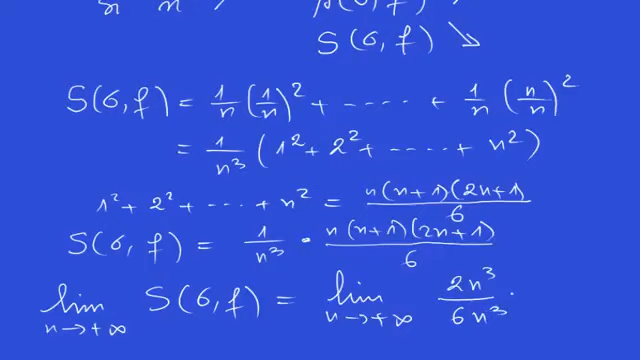 S(σ, f) ↘
S(σ, f) = 1/n (1/n)² + ..... + 1/n (n/n)²
= 1/n³ (1² + 2² + ..... + n²)
1² + 2² + ... + n² = n(n+1)(2n+1)/6
S(σ, f) = 1/n³ · n(n+1)(2n+1)/6
lim n→+∞ S(σ, f) = lim n→+∞ 2n³/6n³